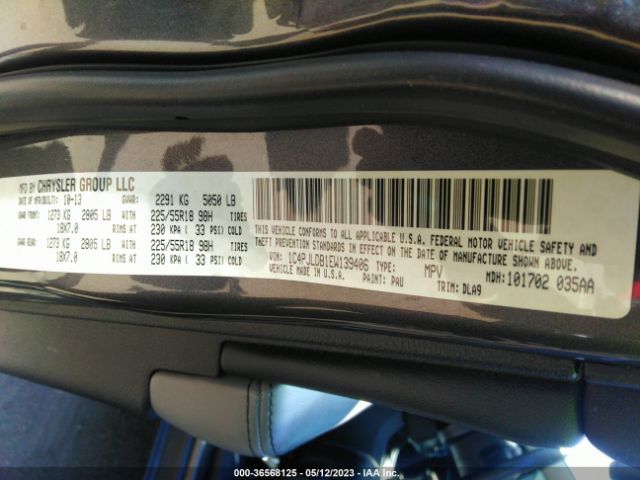 MFD BY CHRYSLER GROUP LLC
DATE OF MFR(MOBILITY): 10-13 GVWR: 2291 KG 5050 LB
GAWR FRONT: 1273 KG 2805 LB WITH 225/55R18 98H TIRES
18X7.0 RIMS AT 230 KPA ( 33 PSI) COLD
GAWR REAR: 1273 KG 2805 LB WITH 225/55R18 98H TIRES
18X7.0 RIMS AT 230 KPA ( 33 PSI) COLD
THIS VEHICLE CONFORMS TO ALL APPLICABLE U.S.A. FEDERAL MOTOR VEHICLE SAFETY AND
THEFT PREVENTION STANDARDS IN EFFECT ON THE DATE OF MANUFACTURE SHOWN ABOVE.
VIN: 1C4PJLDB1EW139406 TYPE: MPV MDH: 101702 035AA
VEHICLE MADE IN U.S.A. PAINT: PAU TRIM: DLA9
000-36568125 - 05/12/2023 - IAA Inc.